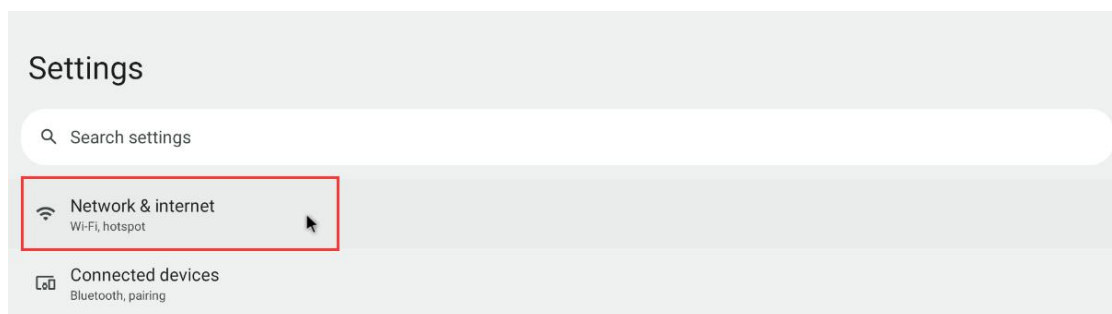 Settings
Search settings
Network & internet
Wi-Fi, hotspot
Connected devices
Bluetooth, pairing